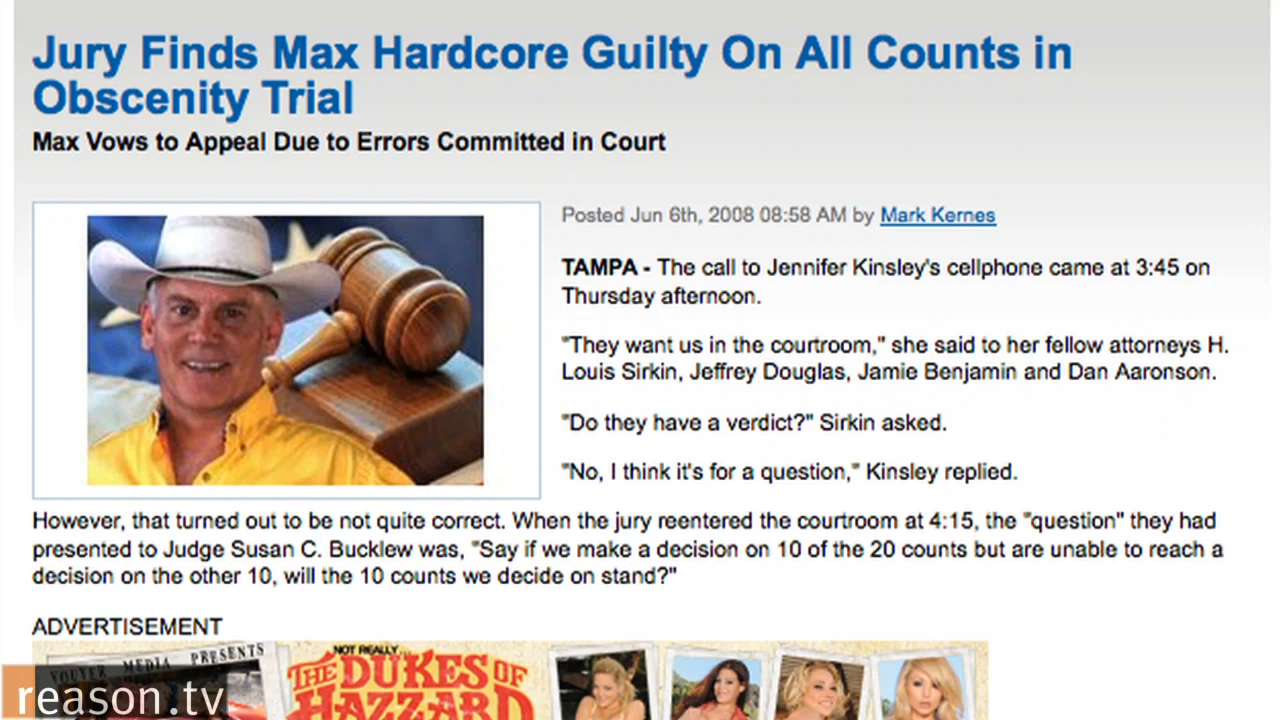 Jury Finds Max Hardcore Guilty On All Counts in
Obscenity Trial
Max Vows to Appeal Due to Errors Committed in Court
Posted Jun 6th, 2008 08:58 AM by Mark Kernes
TAMPA - The call to Jennifer Kinsley's cellphone came at 3:45 on
Thursday afternoon.
"They want us in the courtroom," she said to her fellow attorneys H.
Louis Sirkin, Jeffrey Douglas, Jamie Benjamin and Dan Aaronson.
"Do they have a verdict?" Sirkin asked.
"No, I think it's for a question," Kinsley replied.
However, that turned out to be not quite correct. When the jury reentered the courtroom at 4:15, the "question" they had
presented to Judge Susan C. Bucklew was, "Say if we make a decision on 10 of the 20 counts but are unable to reach a
decision on the other 10, will the 10 counts we decide on stand?"
ADVERTISEMENT
VOUYER MEDIA PRESENTS
NOT REALLY...
THE DUKES OF
HAZZARD
reason.tv